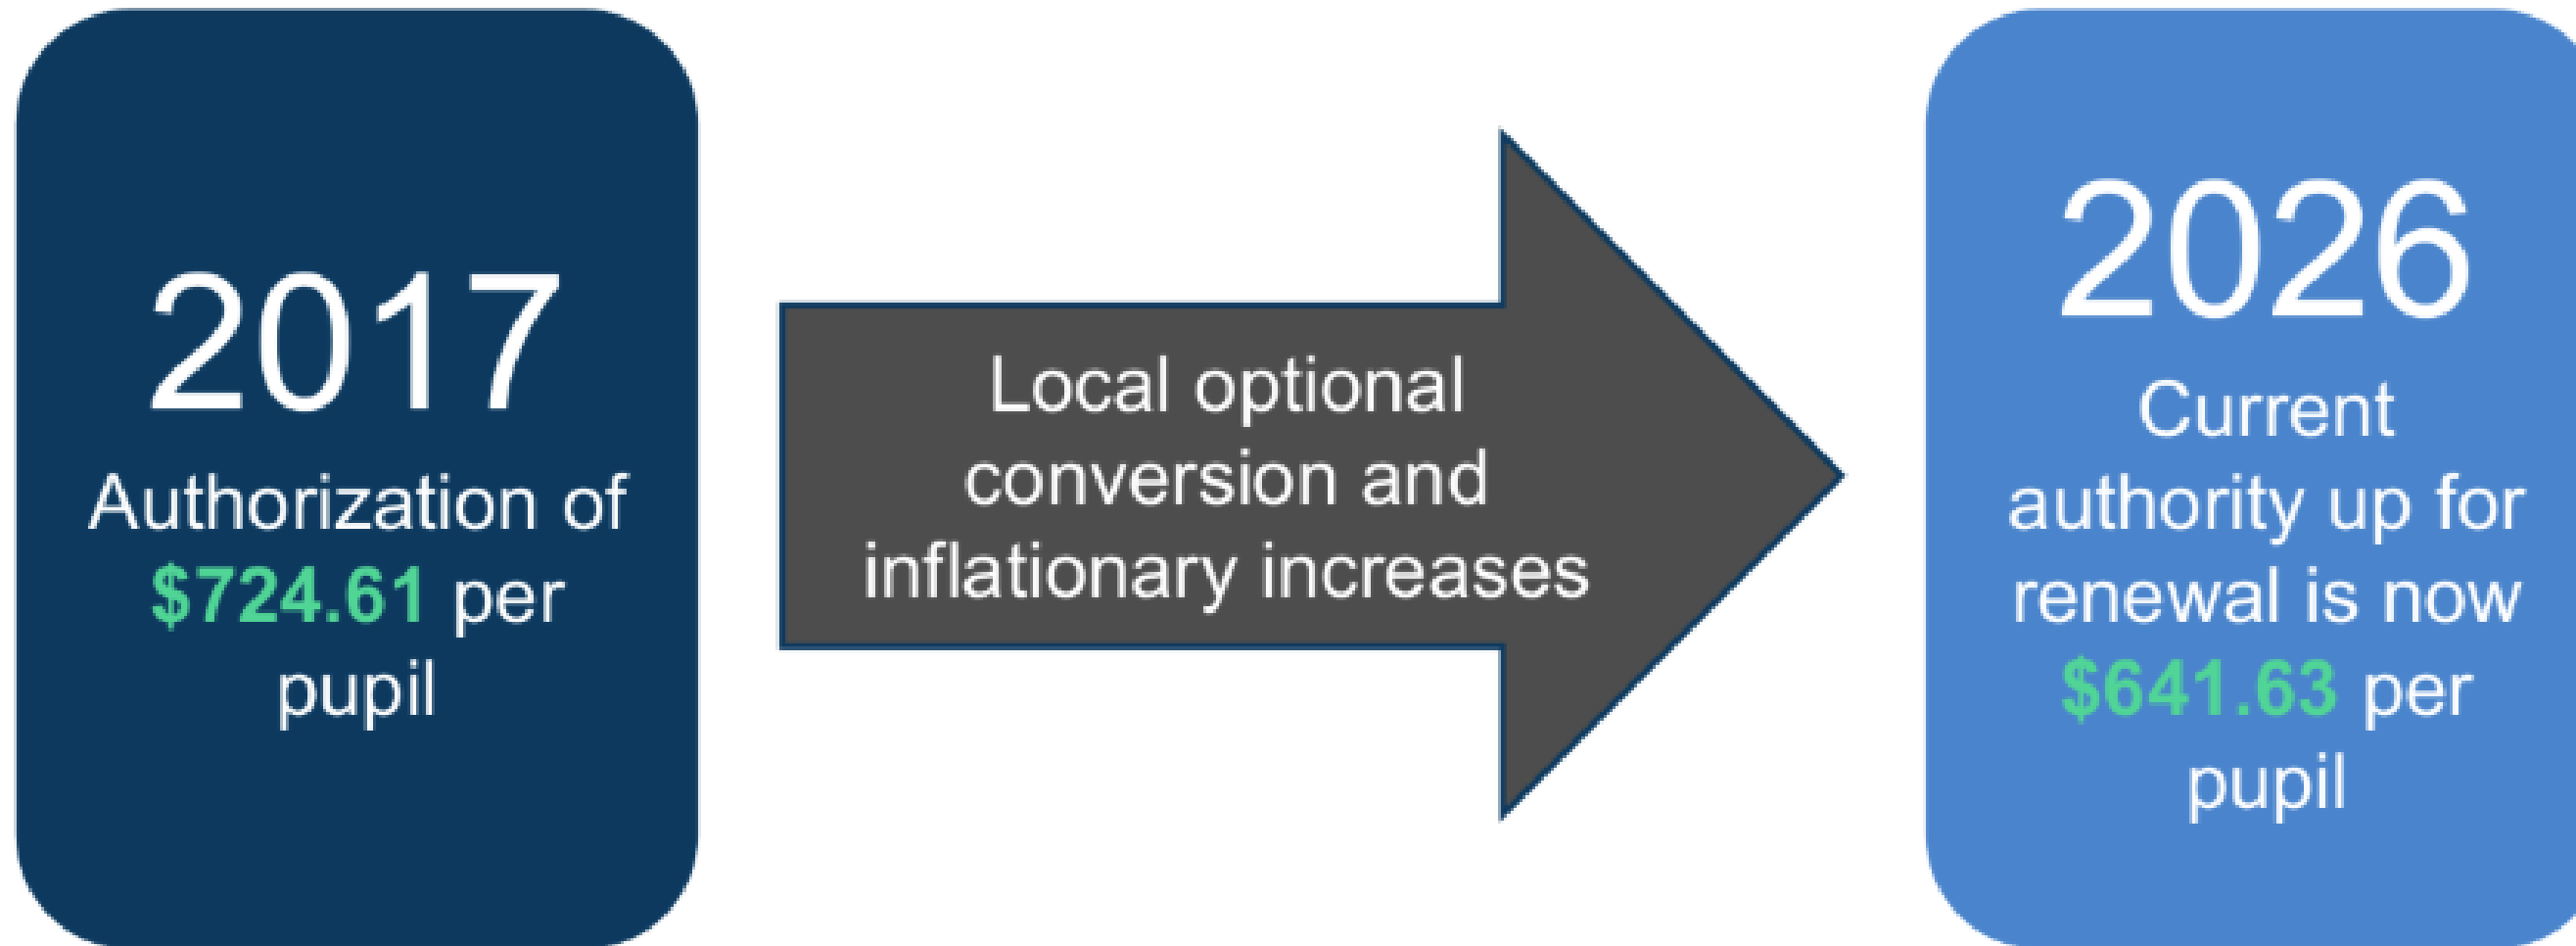 2017
Authorization of
$724.61 per
pupil
Local optional
conversion and
inflationary increases
2026
Current
authority up for
renewal is now
$641.63 per
pupil